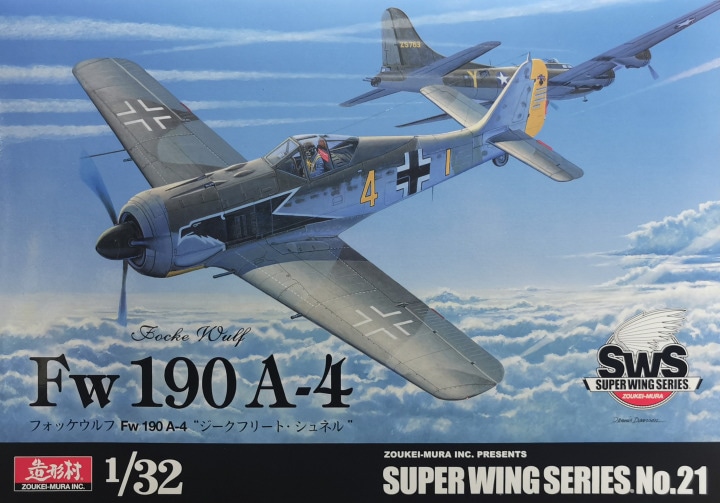 25763
4 I
Focke Wulf
Fw 190 A-4
フォッケウルフ Fw 190 A-4 “ジークフリート・シュネル”
SWS
SUPER WING SERIES
ZOUKEI-MURA
造形村
ZOUKEI-MURA INC.
1/32
ZOUKEI-MURA INC. PRESENTS
SUPER WING SERIES. No.21